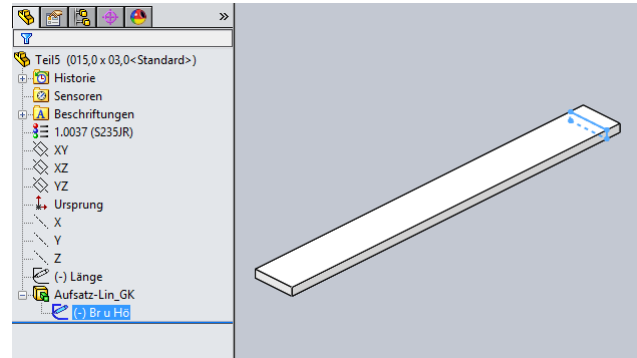 »
Teil5 (015,0 x 03,0<Standard>)
Historie
Sensoren
A Beschriftungen
1.0037 (S235JR)
XY
XZ
YZ
Ursprung
X
Y
Z
(-) Länge
Aufsatz-Lin_GK
(-) Br u Hö